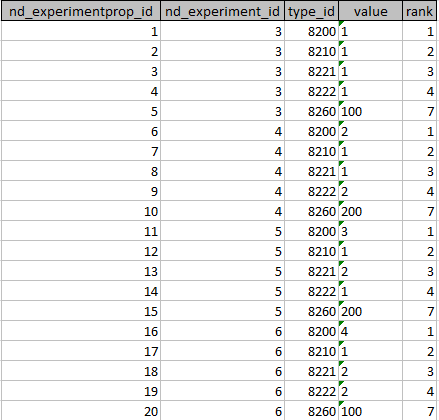 nd_experimentprop_id nd_experiment_id type_id value rank
1 3 8200 1 1
2 3 8210 1 2
3 3 8221 1 3
4 3 8222 1 4
5 3 8260 100 7
6 4 8200 2 1
7 4 8210 1 2
8 4 8221 1 3
9 4 8222 2 4
10 4 8260 200 7
11 5 8200 3 1
12 5 8210 1 2
13 5 8221 2 3
14 5 8222 1 4
15 5 8260 200 7
16 6 8200 4 1
17 6 8210 1 2
18 6 8221 2 3
19 6 8222 2 4
20 6 8260 100 7